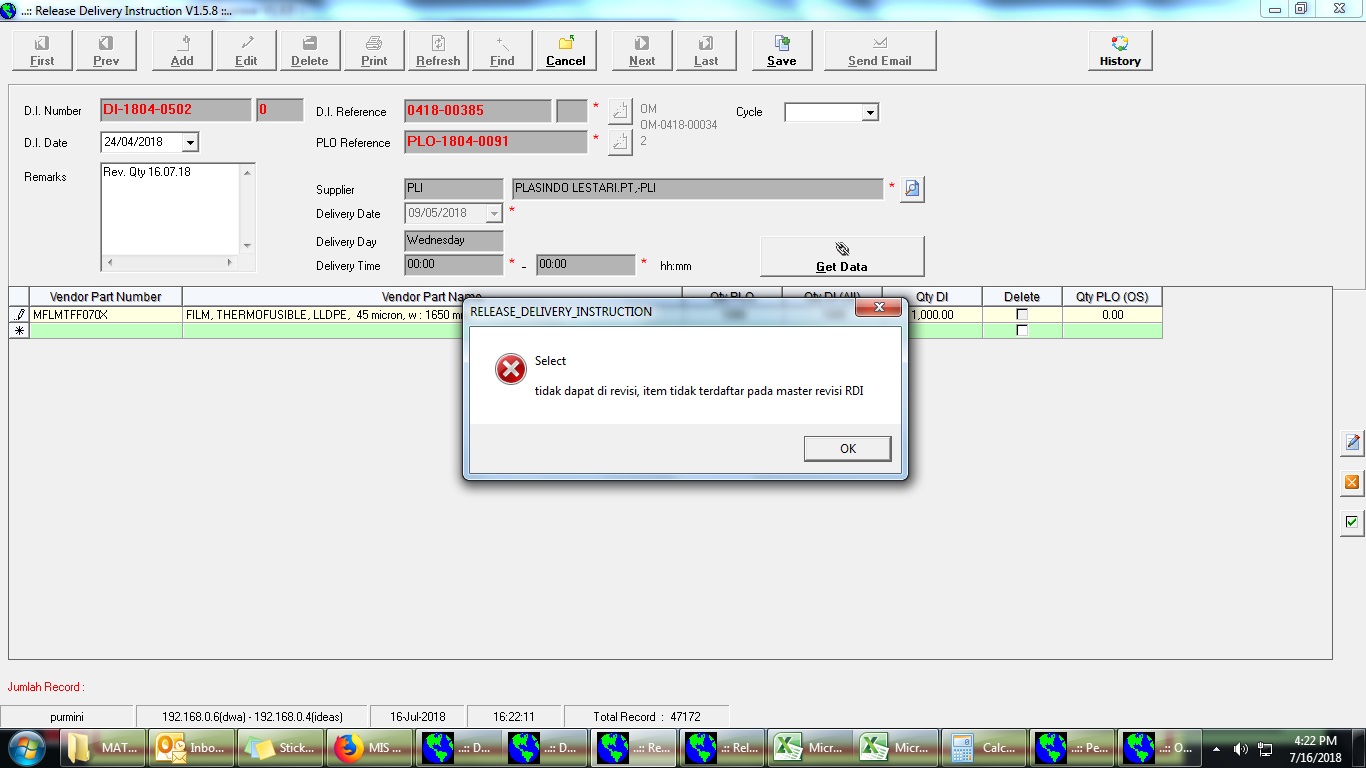 ..:: Release Delivery Instruction V1.5.8 ::..
First Prev Add Edit Delete Print Refresh Find Cancel Next Last Save Send Email History
D.I. Number DI-1804-0502 0 D.I. Reference 0418-00385 * OM Cycle
OM-0418-00034
D.I. Date 24/04/2018 PLO Reference PLO-1804-0091 * 2
Remarks Rev. Qty 16.07.18
Supplier PLI PLASINDO LESTARI.PT,-PLI *
Delivery Date 09/05/2018 *
Delivery Day Wednesday
Delivery Time 00:00 * - 00:00 * hh:mm Get Data
Vendor Part Number Vendor Part Name Qty PLO Qty DI (All) Qty DI Delete Qty PLO (OS)
MFLMTFF070X FILM, THERMOFUSIBLE, LLDPE, 45 micron, w : 1650 1,000.00 0.00
RELEASE_DELIVERY_INSTRUCTION
Select
tidak dapat di revisi, item tidak terdaftar pada master revisi RDI
OK
Jumlah Record :
purmini 192.168.0.6(dwa) - 192.168.0.4(ideas) 16-Jul-2018 16:22:11 Total Record : 47172
MAT... Inbo... Stick... MIS ... ..:: D... ..:: D... ..:: Re... ..:: Rel... Micr... Micr... Calc... ..:: Pe... ..:: O... 4:22 PM
7/16/2018